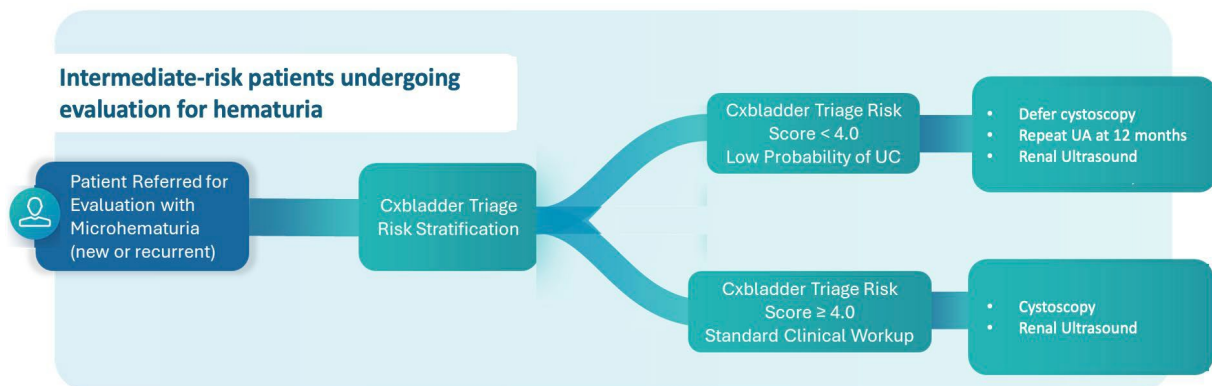 Intermediate-risk patients undergoing
evaluation for hematuria
Patient Referred for
Evaluation with
Microhematuria
(new or recurrent)
Cxbladder Triage
Risk Stratification
Cxbladder Triage Risk
Score < 4.0
Low Probability of UC
• Defer cystoscopy
• Repeat UA at 12 months
• Renal Ultrasound
Cxbladder Triage Risk
Score ≥ 4.0
Standard Clinical Workup
• Cystoscopy
• Renal Ultrasound